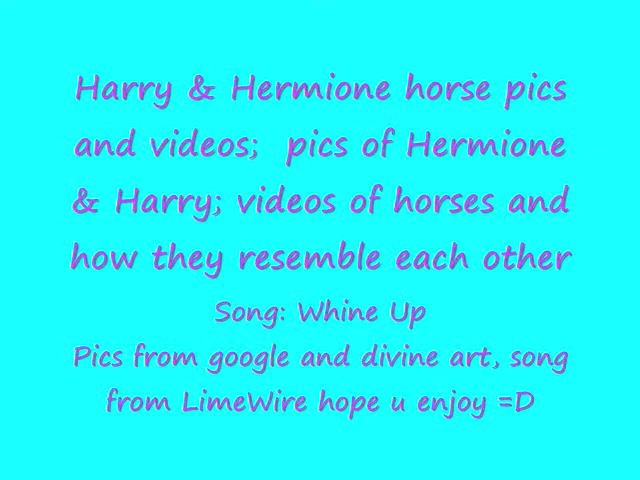 Harry & Hermione horse pics
and videos;  pics of Hermione
& Harry; videos of horses and
how they resemble each other
Song: Whine Up
Pics from google and divine art, song
from LimeWire hope u enjoy =D